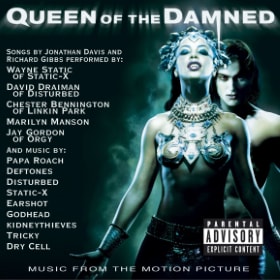 QUEEN OF THE DAMNED
SONGS BY JONATHAN DAVIS AND
RICHARD GIBBS PERFORMED BY:
WAYNE STATIC
OF STATIC-X
DAVID DRAIMAN
OF DISTURBED
CHESTER BENNINGTON
OF LINKIN PARK
MARILYN MANSON
JAY GORDON
OF ORGY
AND MUSIC BY:
PAPA ROACH
DEFTONES
DISTURBED
STATIC-X
EARSHOT
GODHEAD
KIDNEYTHIEVES
TRICKY
DRY CELL
PARENTAL
ADVISORY
EXPLICIT CONTENT
MUSIC FROM THE MOTION PICTURE